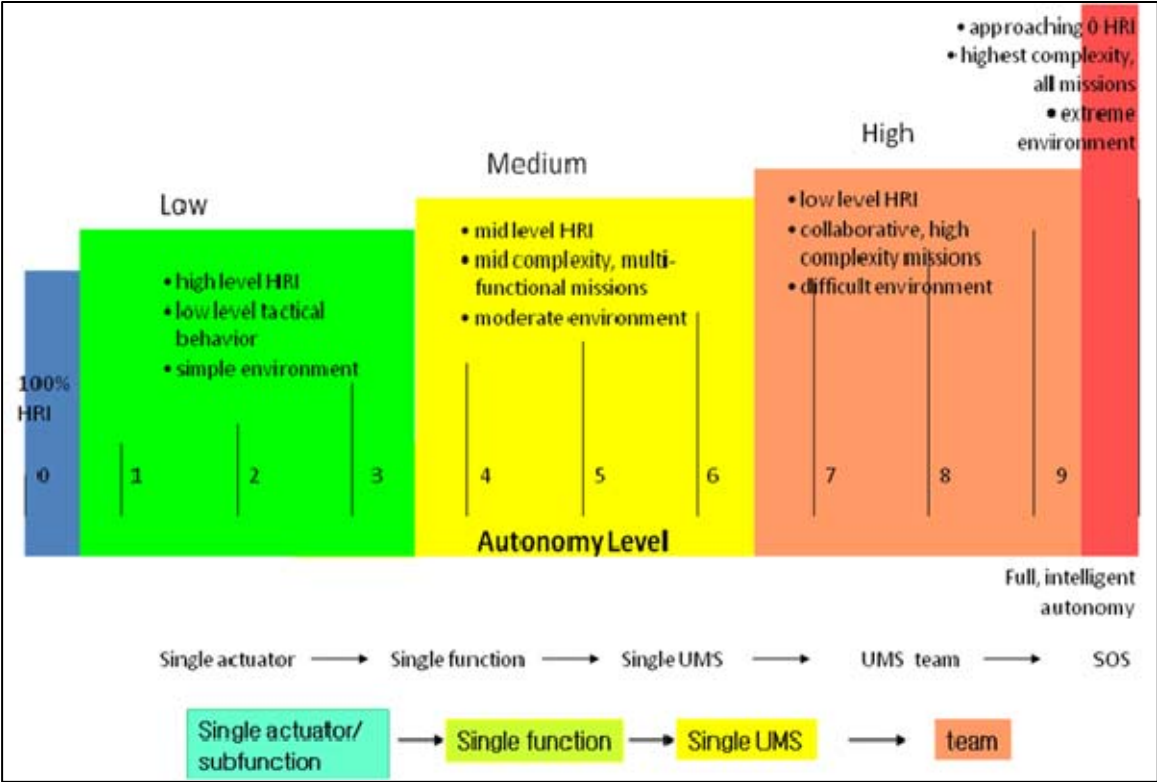 • approaching 0 HRI
• highest complexity,
all missions
• extreme
environment
High
Medium
Low
• low level HRI
• collaborative, high
complexity missions
• difficult environment
• mid level HRI
• mid complexity, multi-
functional missions
• moderate environment
• high level HRI
• low level tactical
behavior
• simple environment
100%
HRI
0 1 2 3 4 5 6 7 8 9
Autonomy Level
Full, intelligent
autonomy
Single actuator → Single function → Single UMS → UMS team → SOS
Single actuator/
subfunction
→ Single function → Single UMS → team